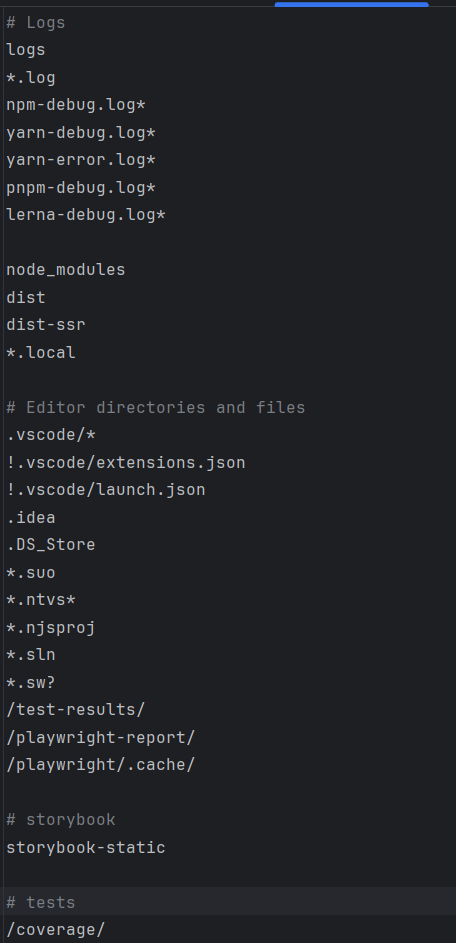 # Logs
logs
*.log
npm-debug.log*
yarn-debug.log*
yarn-error.log*
pnpm-debug.log*
lerna-debug.log*

node_modules
dist
dist-ssr
*.local

# Editor directories and files
.vscode/*
!.vscode/extensions.json
!.vscode/launch.json
.idea
.DS_Store
*.suo
*.ntvs*
*.njsproj
*.sln
*.sw?
/test-results/
/playwright-report/
/playwright/.cache/

# storybook
storybook-static

# tests
/coverage/